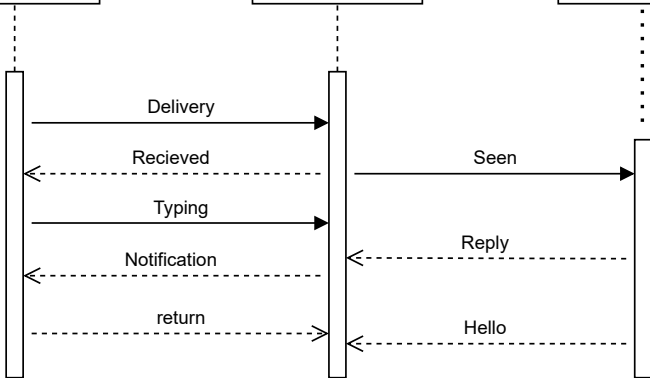 Delivery
Recieved
Seen
Typing
Reply
Notification
return
Hello